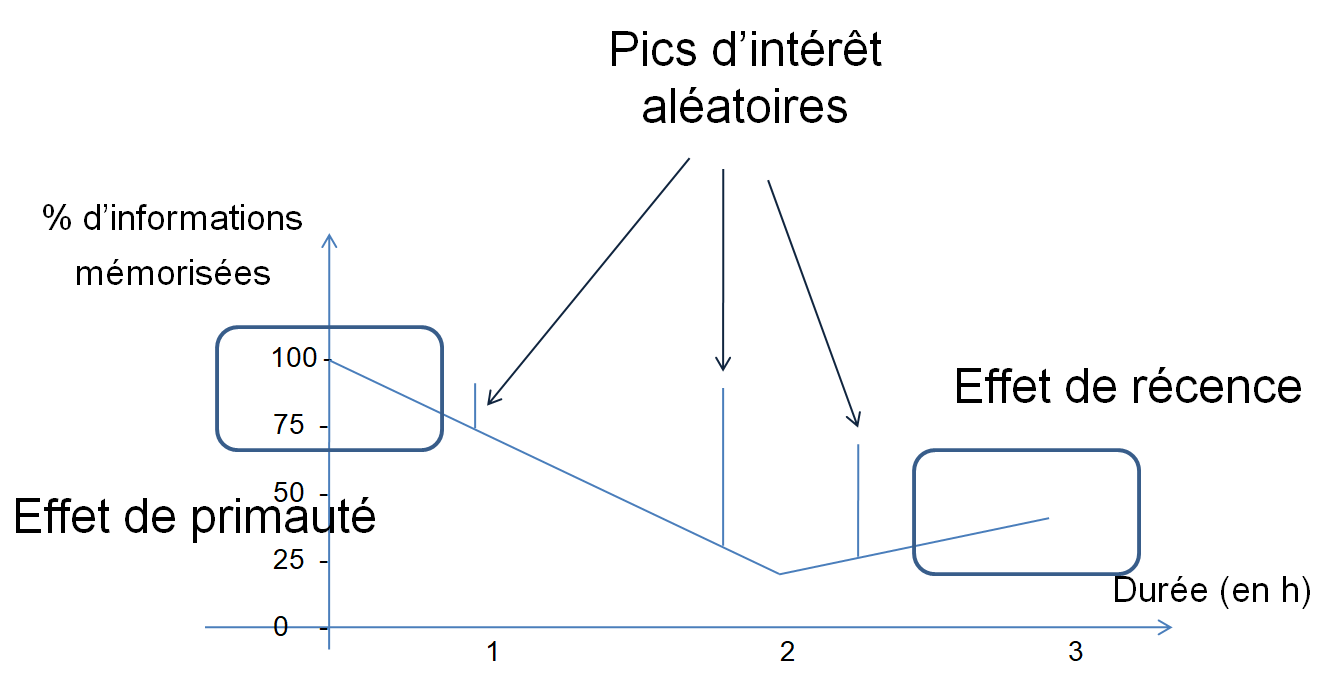 Pics d’intérêt
aléatoires
% d’informations
mémorisées
100
Effet de récence
75
50
Effet de primauté
25
Durée (en h)
0
1 2 3